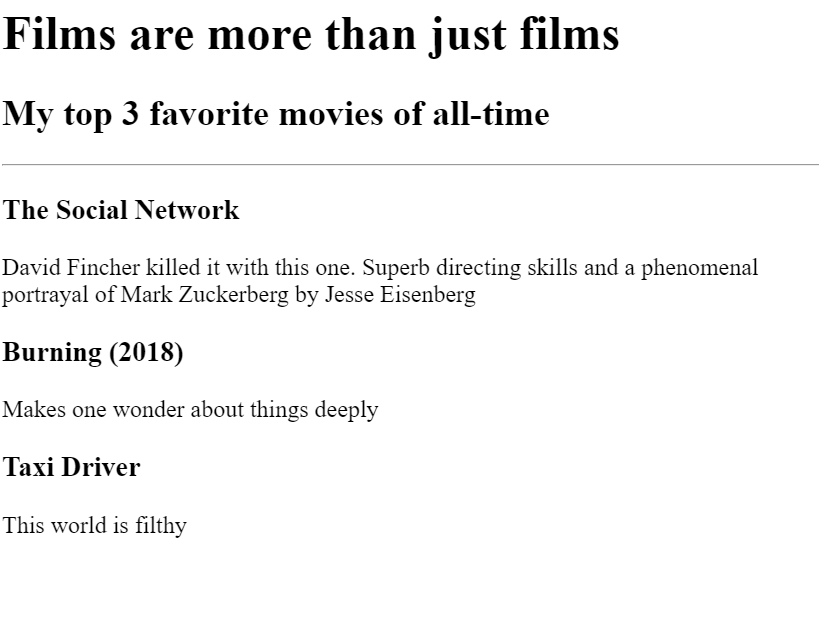 Films are more than just films
My top 3 favorite movies of all-time
The Social Network
David Fincher killed it with this one. Superb directing skills and a phenomenal
portrayal of Mark Zuckerberg by Jesse Eisenberg
Burning (2018)
Makes one wonder about things deeply
Taxi Driver
This world is filthy